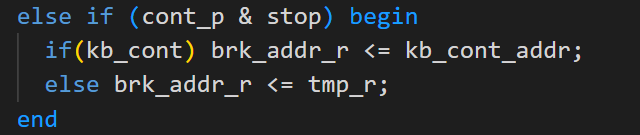 else if (cont_p & stop) begin
if(kb_cont) brk_addr_r <= kb_cont_addr;
else brk_addr_r <= tmp_r;
end